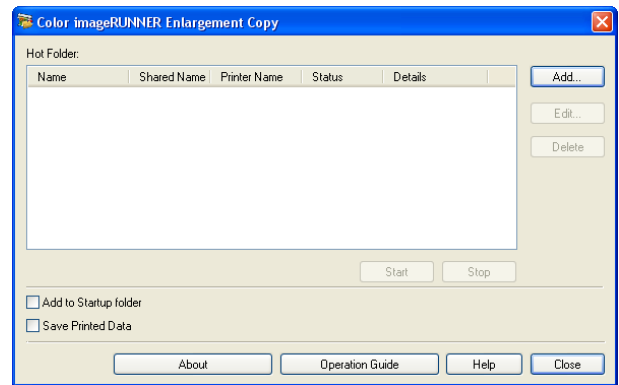 Color imageRUNNER Enlargement Copy
Hot Folder:
Name Shared Name Printer Name Status Details
Add...
Edit...
Delete
Start Stop
Add to Startup folder
Save Printed Data
About Operation Guide Help Close